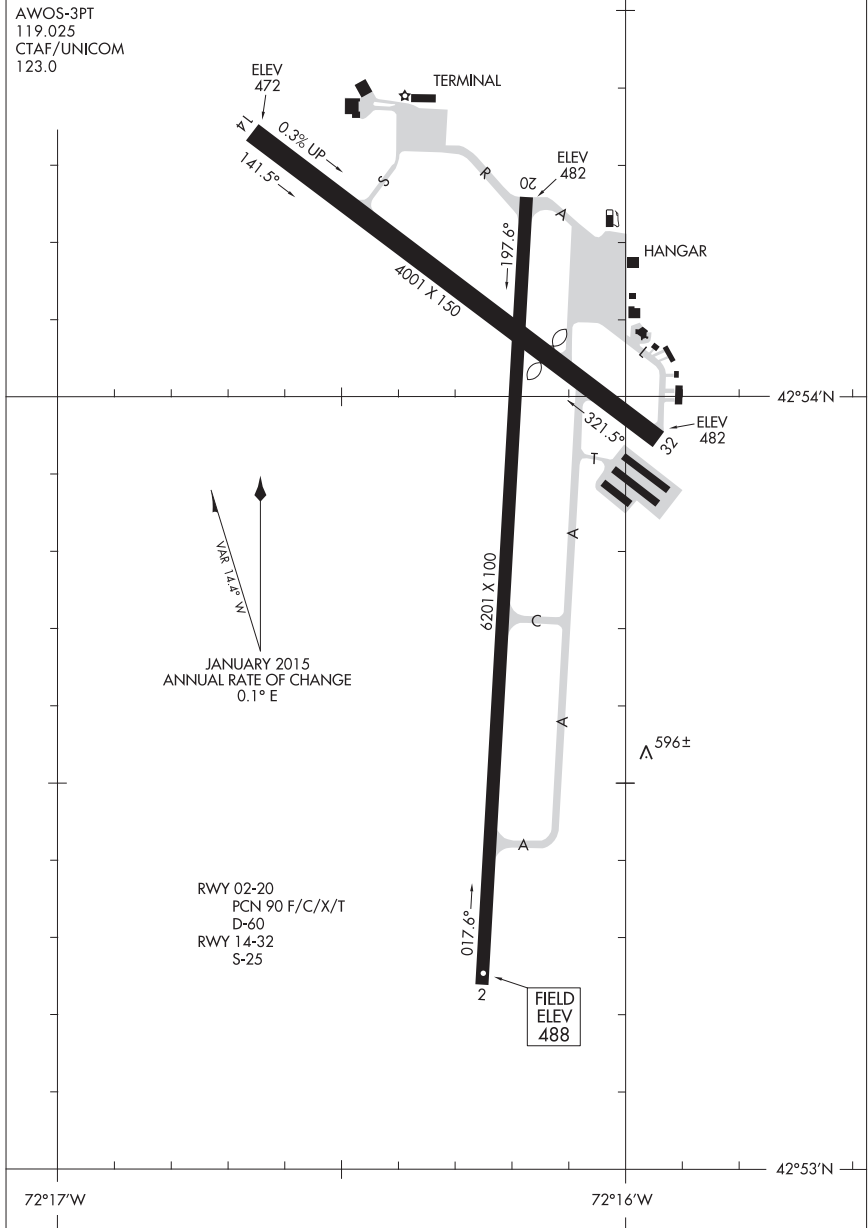 AWOS-3PT
119.025
CTAF/UNICOM
123.0
ELEV
472
TERMINAL
14
0.3% UP
141.5°
S
R
ELEV
482
20
A
197.6°
HANGAR
4001 X 150
L
42°54'N
321.5°
ELEV
482
32
T
A
VAR 14.4° W
6201 X 100
C
JANUARY 2015
ANNUAL RATE OF CHANGE
0.1° E
A
596±
A
RWY 02-20
PCN 90 F/C/X/T
D-60
RWY 14-32
S-25
017.6°
2
FIELD
ELEV
488
42°53'N
72°17'W
72°16'W